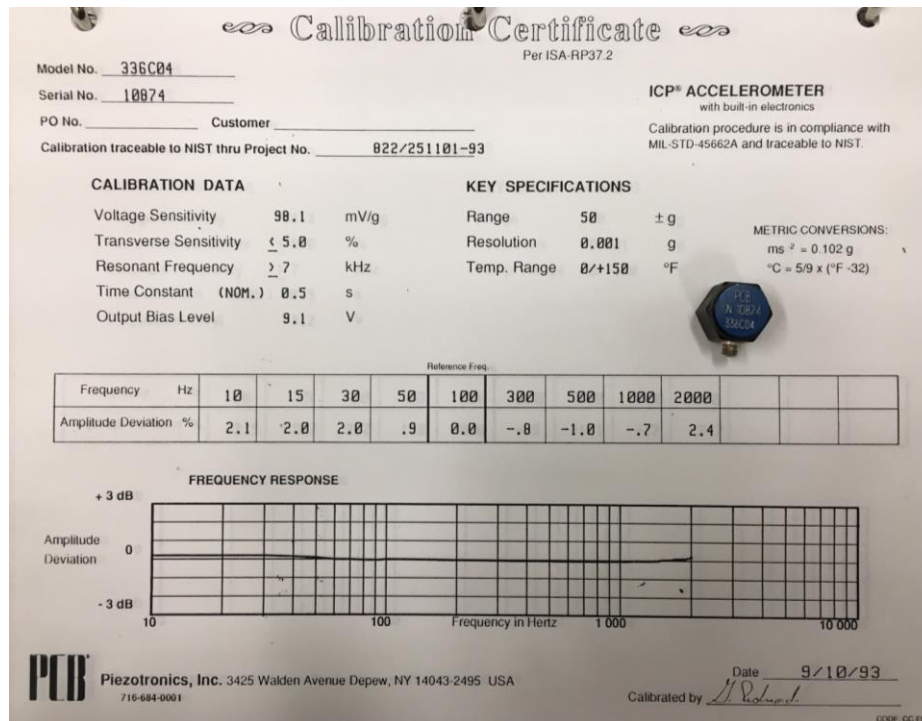 Calibration Certificate
Per ISA-RP37.2
Model No. 336C04
Serial No. 10874
PO No. Customer
Calibration traceable to NIST thru Project No. 822/251101-93
ICP® ACCELEROMETER
with built-in electronics
Calibration procedure is in compliance with
MIL-STD-45662A and traceable to NIST.
CALIBRATION DATA
Voltage Sensitivity 98.1 mV/g
Transverse Sensitivity ≤ 5.0 %
Resonant Frequency ≥ 7 kHz
Time Constant (NOM.) 0.5 s
Output Bias Level 9.1 V
KEY SPECIFICATIONS
Range 50 ± g
Resolution 0.001 g
Temp. Range 0/+150 °F
METRIC CONVERSIONS:
ms⁻² = 0.102 g
°C = 5/9 x (°F -32)
PCB
SN 10874
336C04
Reference Freq.
Frequency Hz 10 15 30 50 100 300 500 1000 2000
Amplitude Deviation % 2.1 2.0 2.0 .9 0.0 -.8 -1.0 -.7 2.4
FREQUENCY RESPONSE
+ 3 dB
Amplitude
Deviation
0
- 3 dB
10 100 Frequency in Hertz 1 000 10 000
PCB Piezotronics, Inc. 3425 Walden Avenue Depew, NY 14043-2495 USA
716-684-0001
Date 9/10/93
Calibrated by